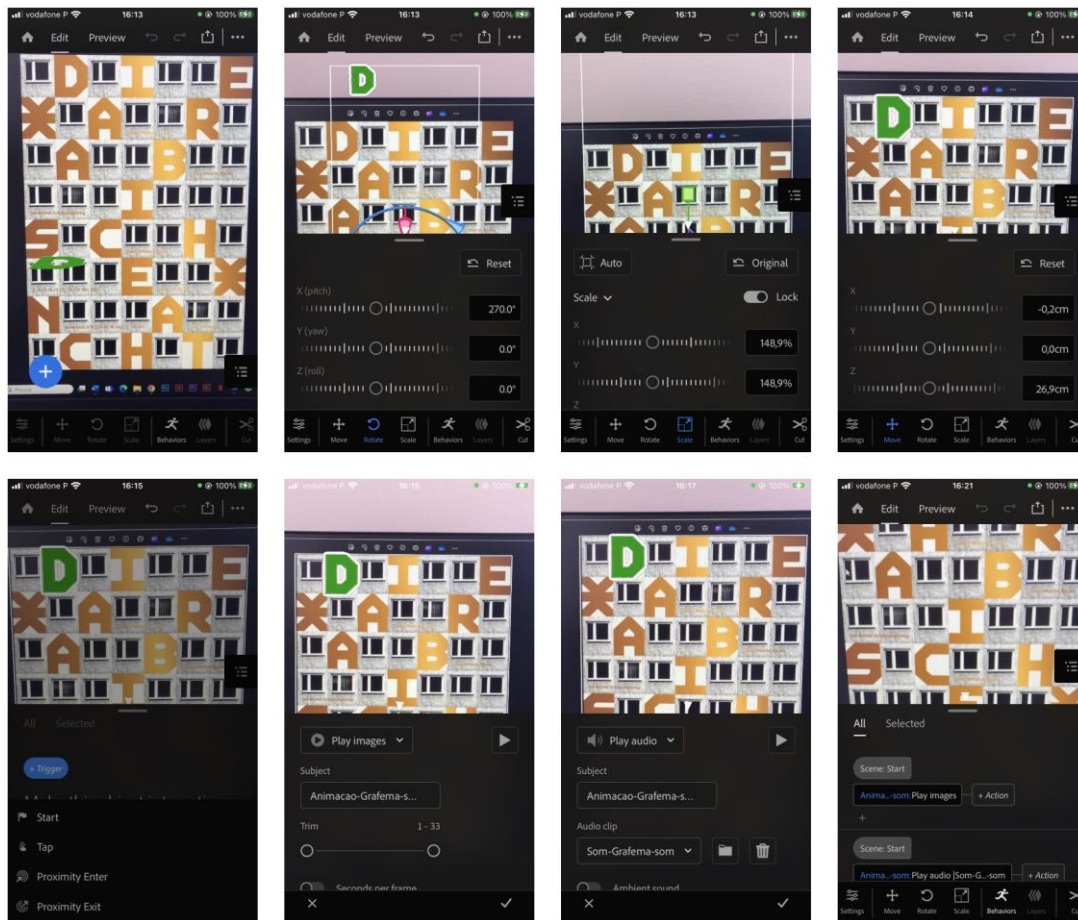 vodafone P 16:13 100%
Edit Preview
D I E
X A R
A B
I
S C H
E X
N A
C H T
Settings Move Rotate Scale Behaviors Layers Cut
vodafone P 16:13 100%
Edit Preview
D
D I E
X A R
A B
Reset
X (pitch)
270.0°
Y (yaw)
0.0°
Z (roll)
0.0°
Settings Move Rotate Scale Behaviors Layers Cut
vodafone P 16:13 100%
Edit Preview
D I E
X A R
Auto Original
Scale Lock
X
148,9%
Y
148,9%
Z
Settings Move Rotate Scale Behaviors Layers Cut
vodafone P 16:14 100%
Edit Preview
D I E
X A R
A B
Reset
X
-0,2cm
Y
0,0cm
Z
26,9cm
Settings Move Rotate Scale Behaviors Layers
vodafone P 16:15 100%
Edit Preview
D I E
X A R
A B
All Selected
+ Trigger
Start
Tap
Proximity Enter
Proximity Exit
vodafone P 100%
D I E
X A R
A B
I
Play images
Subject
Animacao-Grafema-s...
Trim 1 - 33
Seconds per frame
vodafone P 16:17 100%
D I E
X A R
A B
I
Play audio
Subject
Animacao-Grafema-s...
Audio clip
Som-Grafema-som
Ambient sound
vodafone P 16:21 100%
Edit Preview
A B
I
S C H
All Selected
Scene: Start
Anima..-som: Play images + Action
+
Scene: Start
Anima..-som: Play audio |Som-G..-som + Action
Settings Move Rotate Scale Behaviors Layers